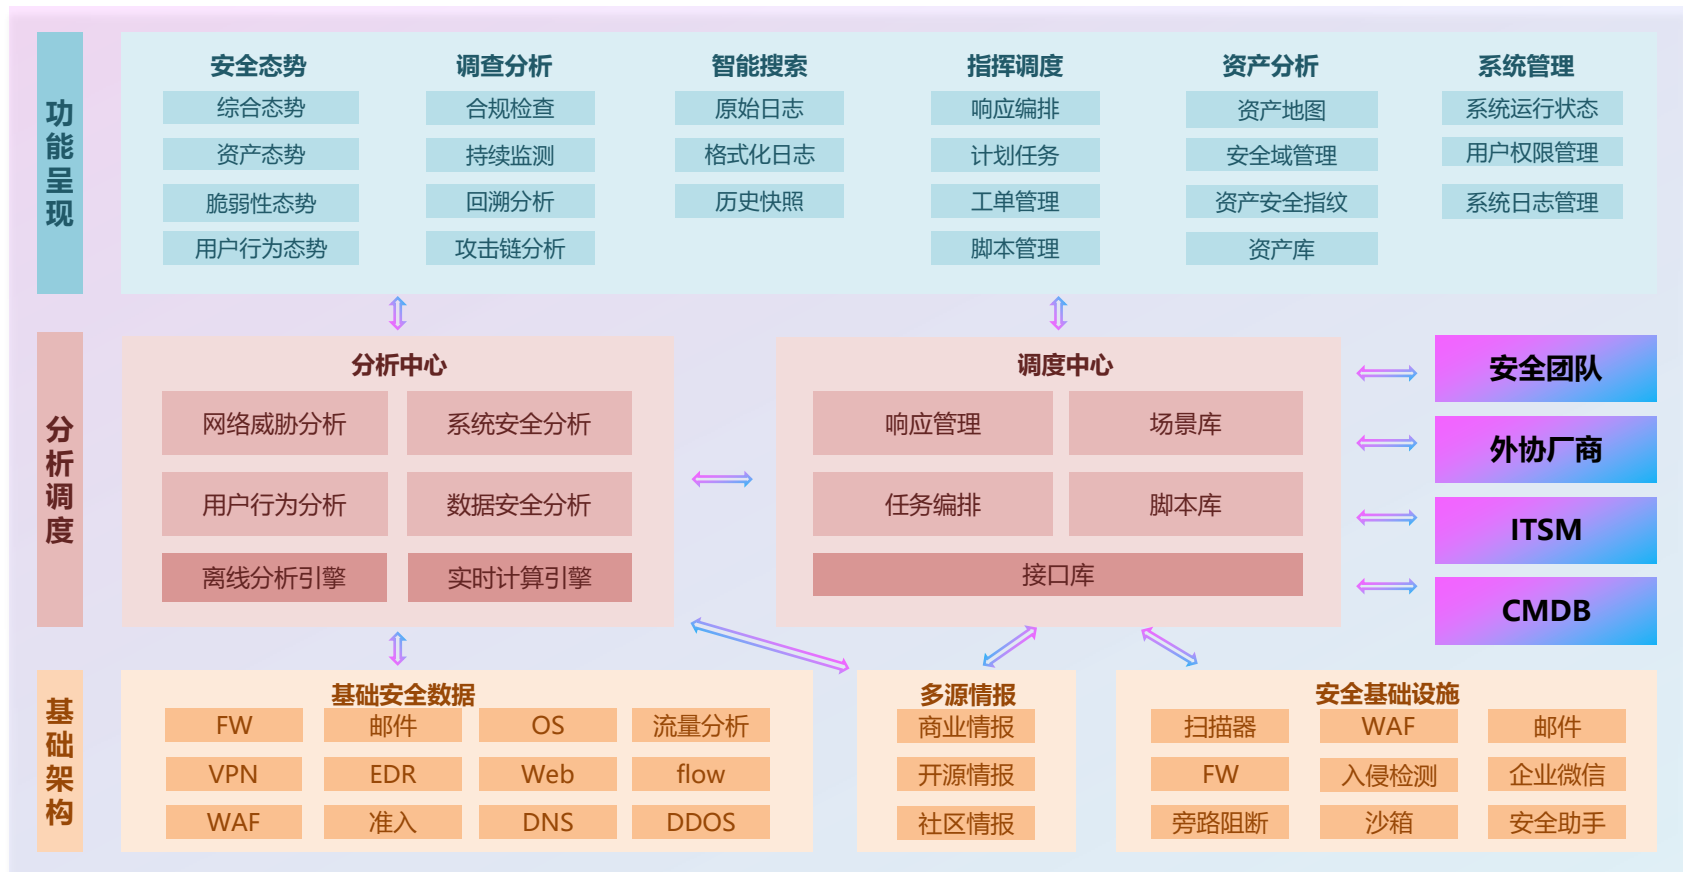 功能呈现
安全态势
综合态势
资产态势
脆弱性态势
用户行为态势
调查分析
合规检查
持续监测
回溯分析
攻击链分析
智能搜索
原始日志
格式化日志
历史快照
指挥调度
响应编排
计划任务
工单管理
脚本管理
资产分析
资产地图
安全域管理
资产安全指纹
资产库
系统管理
系统运行状态
用户权限管理
系统日志管理
分析调度
分析中心
网络威胁分析
系统安全分析
用户行为分析
数据安全分析
离线分析引擎
实时计算引擎
调度中心
响应管理
场景库
任务编排
脚本库
接口库
安全团队
外协厂商
ITSM
CMDB
基础架构
基础安全数据
FW
邮件
OS
流量分析
VPN
EDR
Web
flow
WAF
准入
DNS
DDOS
多源情报
商业情报
开源情报
社区情报
安全基础设施
扫描器
WAF
邮件
FW
入侵检测
企业微信
旁路阻断
沙箱
安全助手